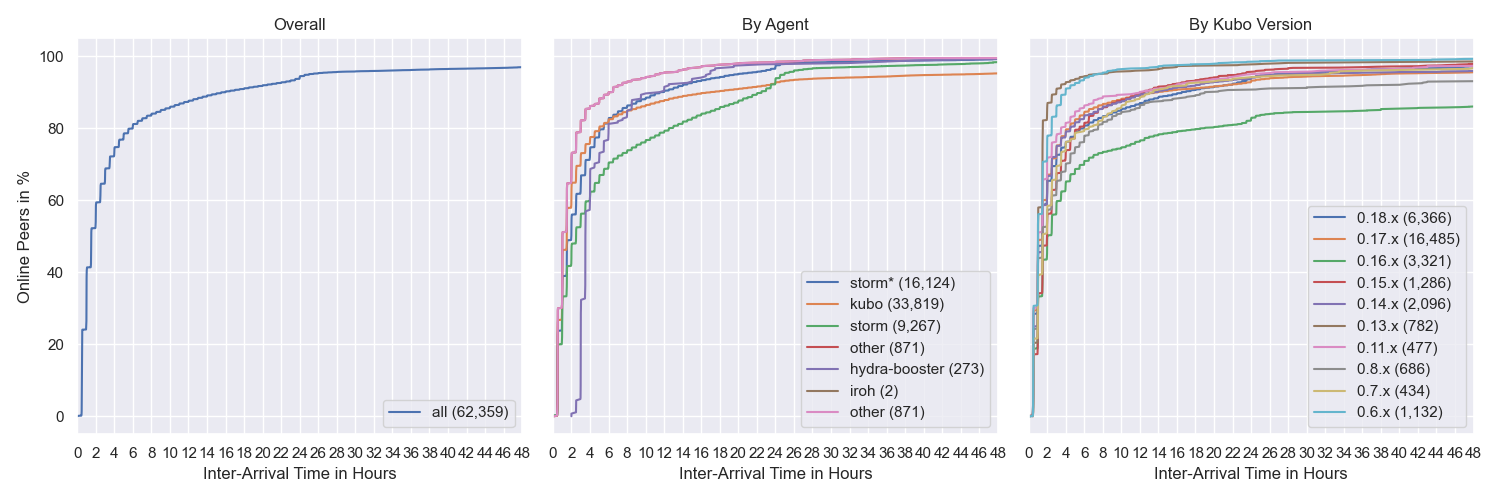 Overall
By Agent
By Kubo Version
Online Peers in %
100
80
60
40
20
0
all (62,359)
0 2 4 6 8 10 12 14 16 18 20 22 24 26 28 30 32 34 36 38 40 42 44 46 48
Inter-Arrival Time in Hours
storm* (16,124)
kubo (33,819)
storm (9,267)
other (871)
hydra-booster (273)
iroh (2)
other (871)
0 2 4 6 8 10 12 14 16 18 20 22 24 26 28 30 32 34 36 38 40 42 44 46 48
Inter-Arrival Time in Hours
0.18.x (6,366)
0.17.x (16,485)
0.16.x (3,321)
0.15.x (1,286)
0.14.x (2,096)
0.13.x (782)
0.11.x (477)
0.8.x (686)
0.7.x (434)
0.6.x (1,132)
0 2 4 6 8 10 12 14 16 18 20 22 24 26 28 30 32 34 36 38 40 42 44 46 48
Inter-Arrival Time in Hours